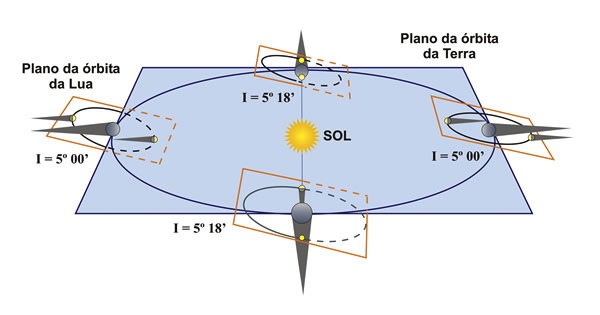 Plano da órbita
da Lua
Plano da órbita
da Terra
I = 5º 18’
SOL
I = 5º 00’
I = 5º 00’
I = 5º 18’